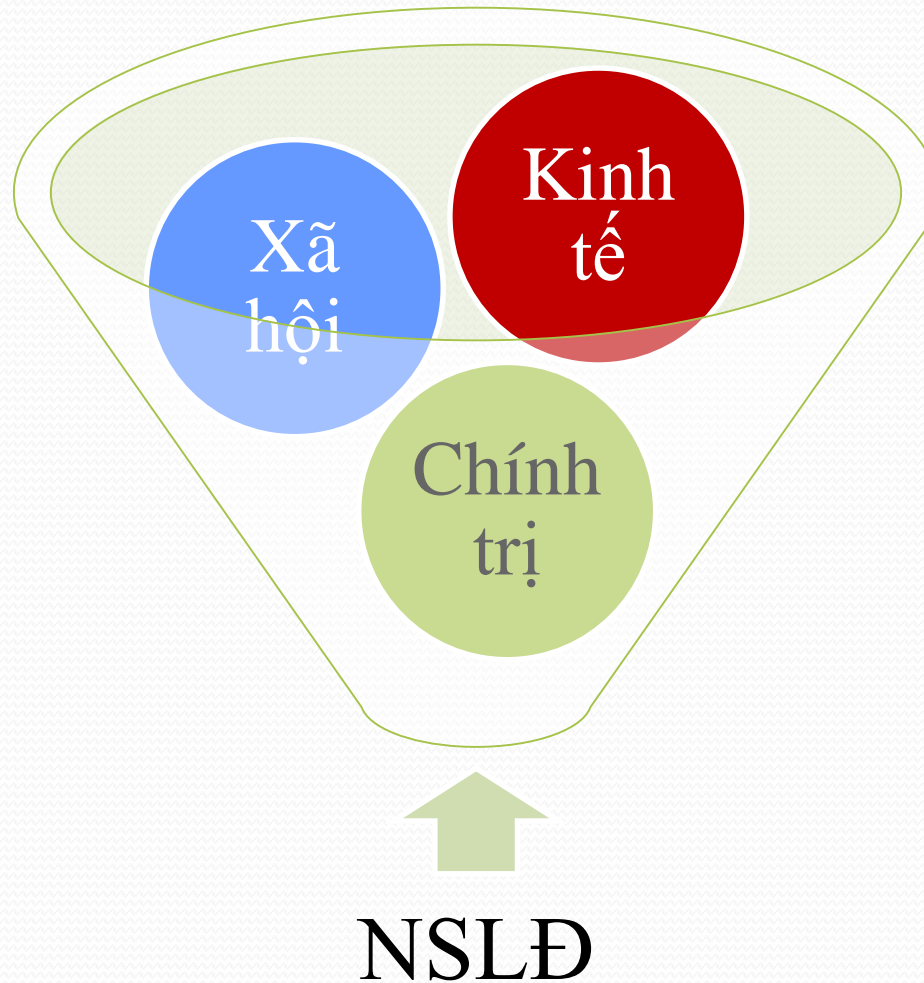 Kinh
tế
Xã
hội
Chính
trị
NSLĐ